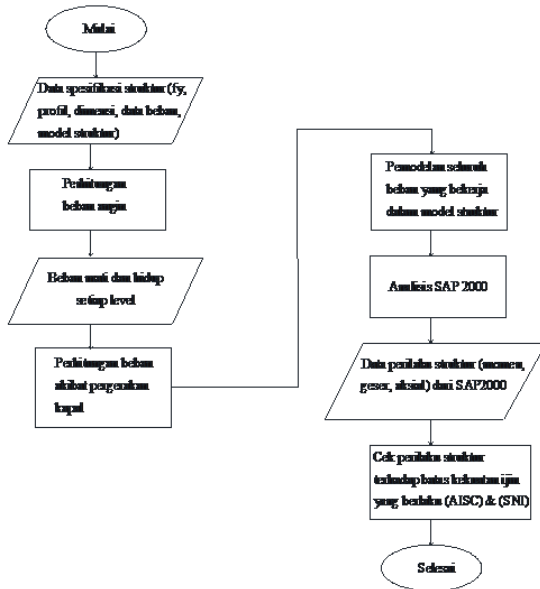 Mulai
Data spesifikasi struktur (fy,
profil, dimensi, data beban,
model struktur)
Perhitungan
beban angin
Beban mati dan hidup
setiap level
Perhitungan beban
akibat pergerakan
kapal
Pemodelan seluruh
beban yang bekerja
dalam model struktur
Analisis SAP 2000
Data perilaku struktur (momen,
geser, aksial) dari SAP2000
Cek perilaku struktur
terhadap batas kekuatan ijin
yang berlaku (AISC) & (SNI)
Selesai